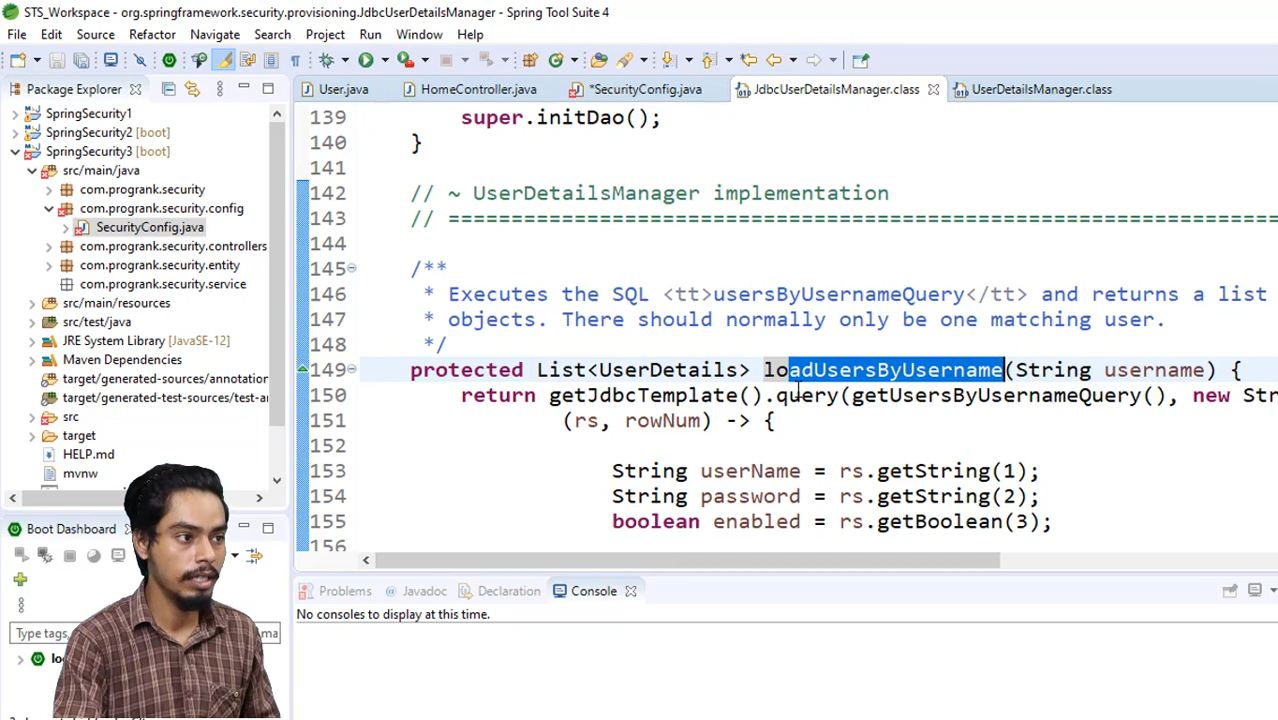 STS_Workspace - org.springframework.security.provisioning.JdbcUserDetailsManager - Spring Tool Suite 4
File Edit Source Refactor Navigate Search Project Run Window Help
Package Explorer
User.java HomeController.java *SecurityConfig.java JdbcUserDetailsManager.class UserDetailsManager.class
SpringSecurity1
SpringSecurity2 [boot]
SpringSecurity3 [boot]
src/main/java
com.progrank.security
com.progrank.security.config
SecurityConfig.java
com.progrank.security.controllers
com.progrank.security.entity
com.progrank.security.service
src/main/resources
src/test/java
JRE System Library [JavaSE-12]
Maven Dependencies
target/generated-sources/annotation
target/generated-test-sources/test-ar
src
target
HELP.md
mvnw
139 super.initDao();
140 }
141
142 // ~ UserDetailsManager implementation
143 // =================================================================
144
145 /**
146 * Executes the SQL <tt>usersByUsernameQuery</tt> and returns a list
147 * objects. There should normally only be one matching user.
148 */
149 protected List<UserDetails> loadUsersByUsername(String username) {
150 return getJdbcTemplate().query(getUsersByUsernameQuery(), new Str
151 (rs, rowNum) -> {
152
153 String userName = rs.getString(1);
154 String password = rs.getString(2);
155 boolean enabled = rs.getBoolean(3);
156
Boot Dashboard
Type tags,
lo
Problems Javadoc Declaration Console
No consoles to display at this time.